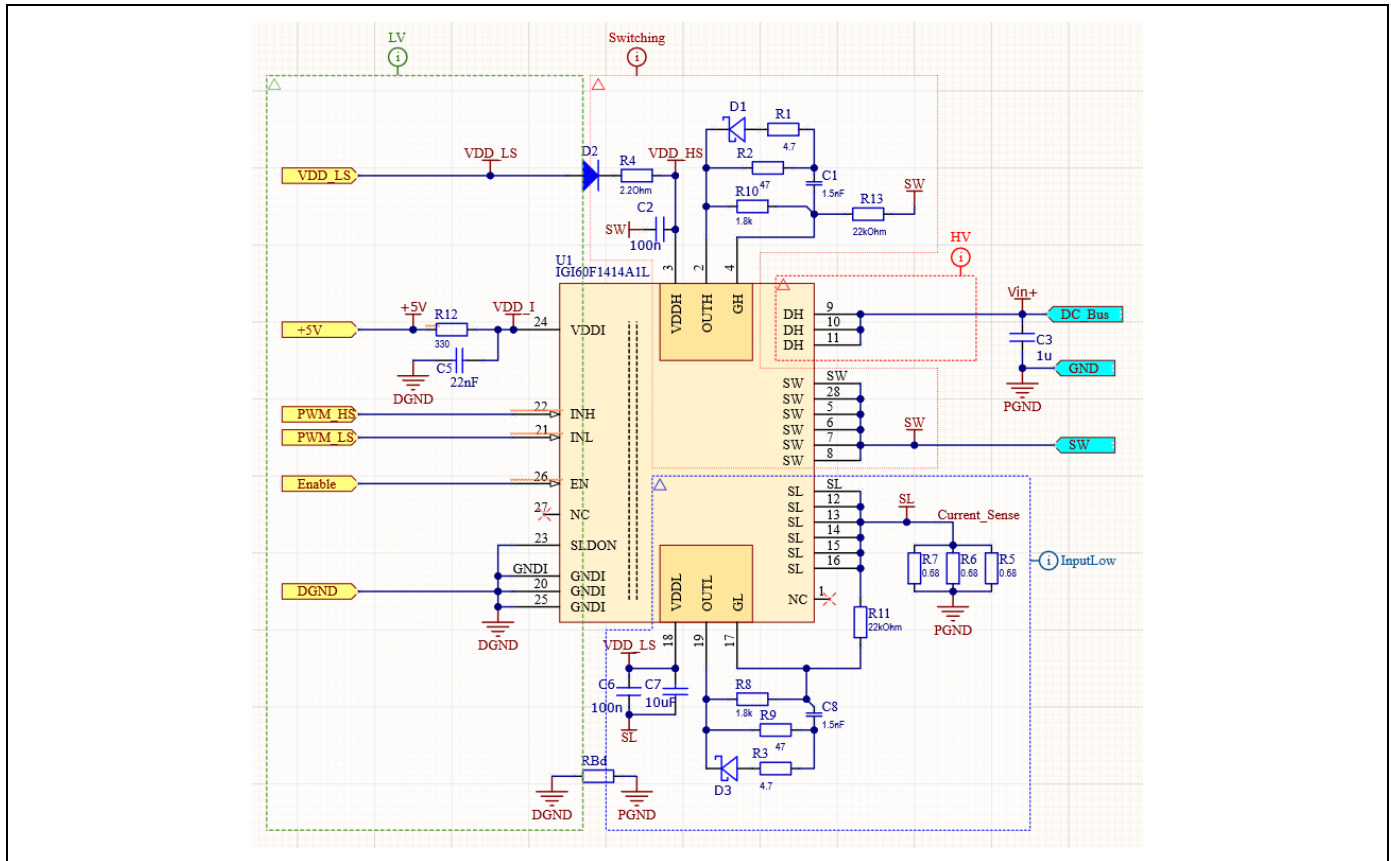 LV
Switching
D1
R1
4.7
D2
VDD_LS
VDD_LS
R4
2.2Ohm
VDD_HS
R2
47
C1
1.5nF
R10
1.8k
R13
22kOhm
SW
C2
SW
100n
HV
U1
IGI60F1414A1L
3
2
4
VDDH
OUTH
GH
Vin+
DH
9
DH
10
DH
11
DC_Bus
C3
1u
GND
PGND
+5V
+5V
R12
330
VDD_I
24
VDDI
C5
22nF
DGND
SW
SW
SW
28
SW
5
SW
6
SW
7
SW
8
SW
SW
PWM_HS
22
INH
PWM_LS
21
INL
Enable
26
EN
27
NC
23
SLDON
GNDI
GNDI
DGND
20
GNDI
25
GNDI
DGND
SL
SL
SL
12
SL
13
SL
14
SL
15
SL
16
NC
1
SL
Current_Sense
R7
0.68
R6
0.68
R5
0.68
PGND
InputLow
R11
22kOhm
VDDL
OUTL
GL
18
19
17
VDD_LS
C6
100n
C7
10uF
SL
R8
1.8k
C8
1.5nF
R9
47
R3
4.7
D3
RBd
DGND
PGND